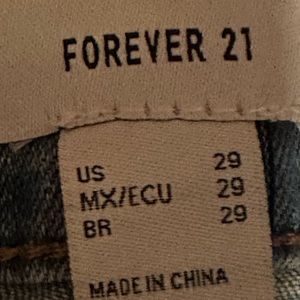 FOREVER 21
US 29
MX/ECU 29
BR 29
MADE IN CHINA